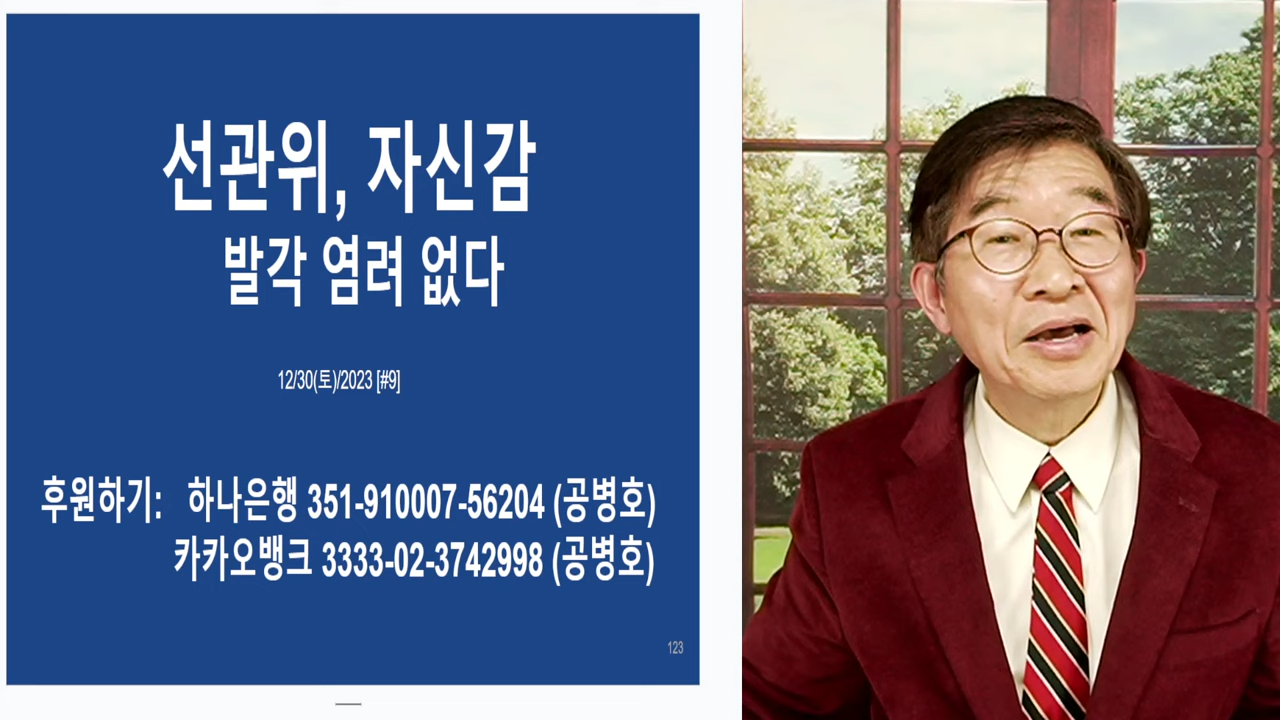 선관위, 자신감
발각 염려 없다
12/30(토)/2023 [#9]
후원하기: 하나은행 351-910007-56204 (공병호)
카카오뱅크 3333-02-3742998 (공병호)
123